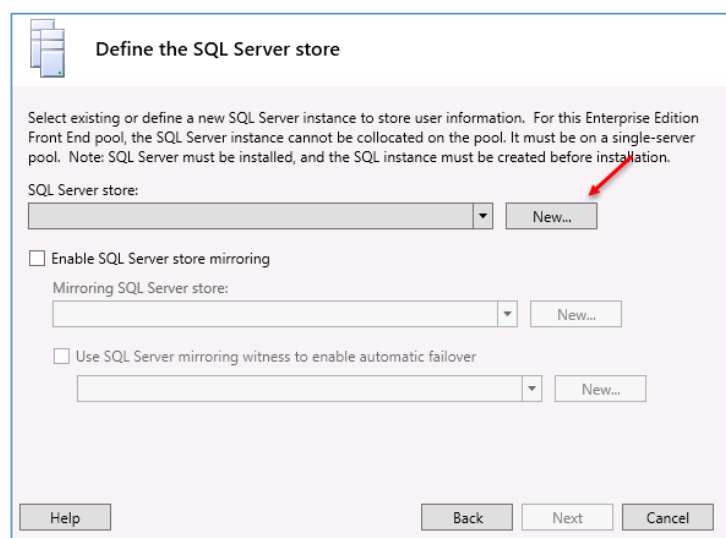 Define the SQL Server store
Select existing or define a new SQL Server instance to store user information.  For this Enterprise Edition
Front End pool, the SQL Server instance cannot be collocated on the pool. It must be on a single-server
pool.  Note: SQL Server must be installed, and the SQL instance must be created before installation.
SQL Server store:
New...
Enable SQL Server store mirroring
Mirroring SQL Server store:
New...
Use SQL Server mirroring witness to enable automatic failover
New...
Help Back Next Cancel